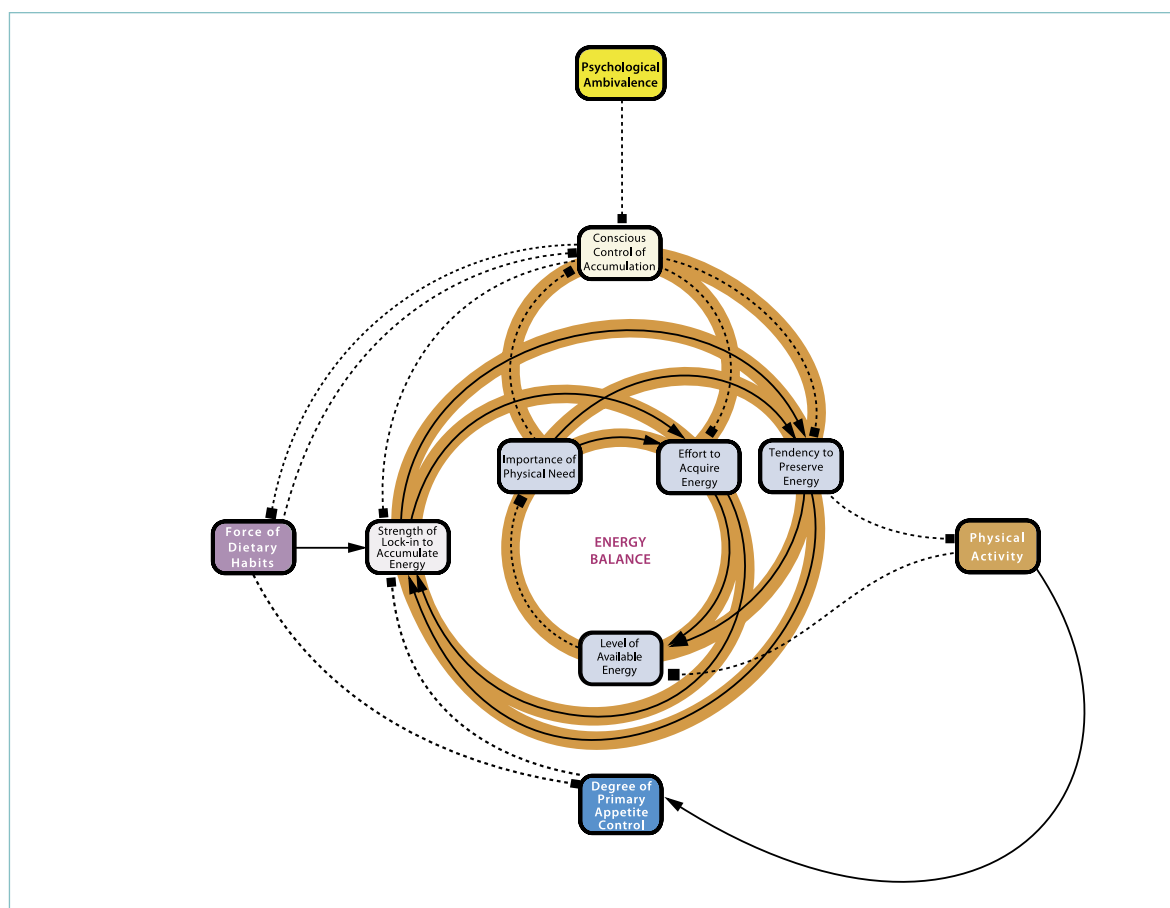 Psychological
Ambivalence
Conscious
Control of
Accumulation
Importance of
Physical Need
Effort to
Acquire Energy
Tendency to
Preserve
Energy
Force of
Dietary
Habits
Strength of
Lock-in to
Accumulate
Energy
ENERGY
BALANCE
Physical
Activity
Level of
Available
Energy
Degree of
Primary
Appetite
Control